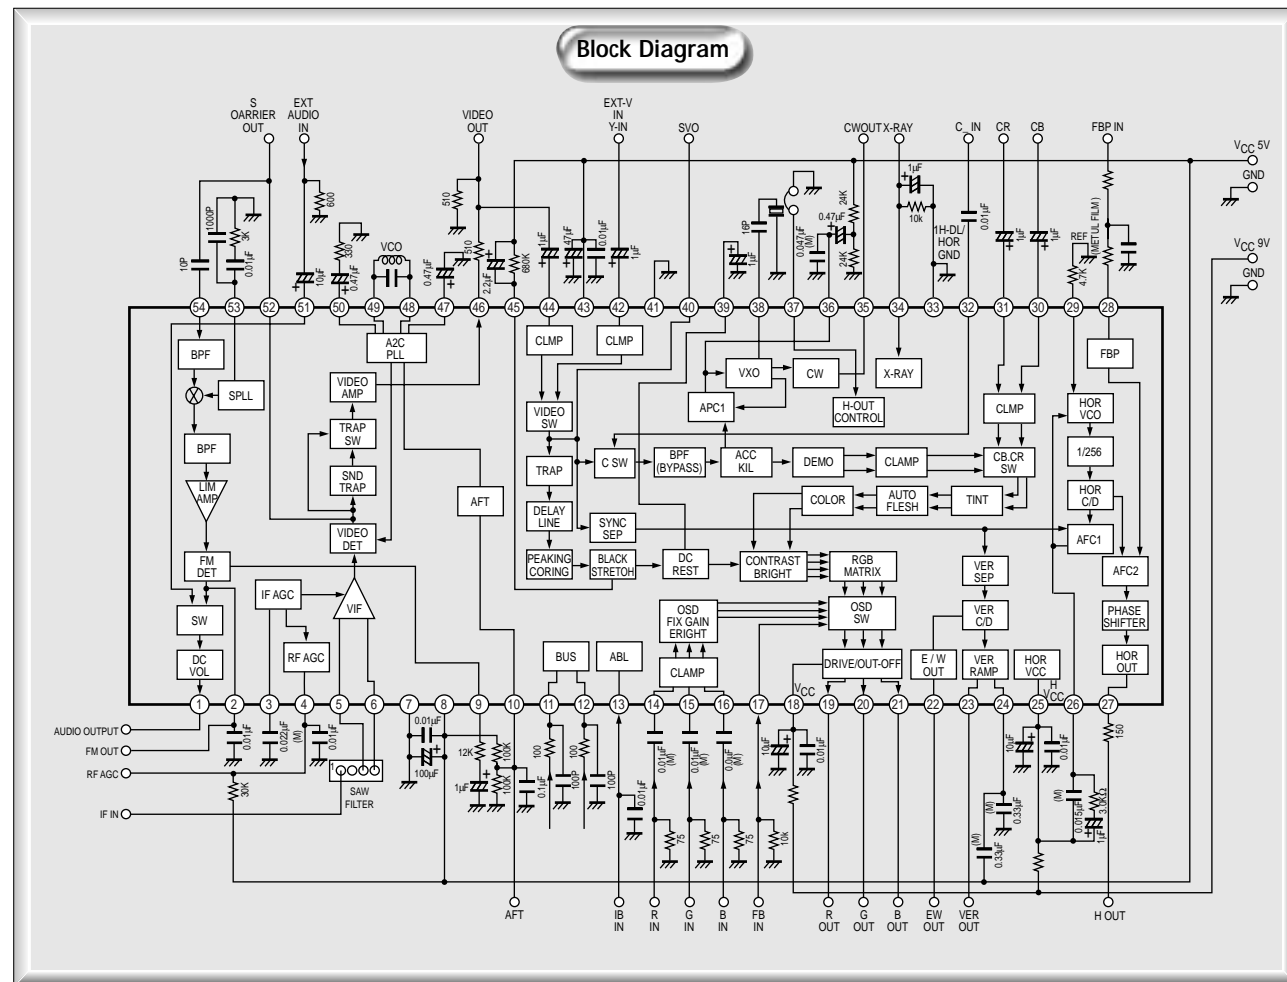 Block Diagram
S
OARRIER
OUT
EXT
AUDIO
IN
VIDEO
OUT
EXT-V
IN
Y-IN
SVO
CWOUT
X-RAY
C_ IN
CR
CB
FBP IN
VCC 5V
GND
VCC 9V
GND
600
1000P
3K
0.01µF
10P
10µF
330
0.47µF
VCO
0.47µF
510
510
2.2µF
680K
1µF
47µF
0.01µF
1µF
1µF
16P
0.047µF
(M)
0.47µF
24K
24K
1µF
10k
1H-DL/
HOR
GND
0.01µF
1µF
1µF
REF
4.7K
(METUL FILM)
54
53
52
51
50
49
48
47
46
45
44
43
42
41
40
39
38
37
36
35
34
33
32
31
30
29
28
BPF
SPLL
BPF
LIM
AMP
FM
DET
SW
DC
VOL
A2C
PLL
VIDEO
AMP
TRAP
SW
SND
TRAP
VIDEO
DET
IF AGC
VIF
RF AGC
AFT
CLMP
CLMP
VIDEO
SW
TRAP
DELAY
LINE
PEAKING
CORING
C SW
BPF
(BYPASS)
SYNC
SEP
BLACK
STRETOH
DC
REST
APC1
VXO
CW
H-OUT
CONTROL
X-RAY
ACC
KIL
DEMO
CLAMP
CLMP
CB.CR
SW
COLOR
AUTO
FLESH
TINT
CONTRAST
BRIGHT
RGB
MATRIX
OSD
FIX GAIN
ERIGHT
OSD
SW
CLAMP
DRIVE/OUT-OFF
BUS
ABL
VCC
FBP
HOR
VCO
1/256
HOR
C/D
AFC1
AFC2
VER
SEP
VER
C/D
PHASE
SHIFTER
E / W
OUT
VER
RAMP
HOR
VCC
H
VCC
HOR
OUT
1
2
3
4
5
6
7
8
9
10
11
12
13
14
15
16
17
18
19
20
21
22
23
24
25
26
27
AUDIO OUTPUT
FM OUT
RF AGC
IF IN
0.01µF
0.022µF
(M)
0.01µF
30K
1
SAW
FILTER
0.01µF
100µF
12K
1µF
100K
100K
0.1µF
100
100P
100
100P
0.01µF
0.01µF
(M)
75
0.01µF
(M)
75
0.0µF
(M)
75
10k
10uF
0.01µF
(M)
0.33µF
(M)
0.33µF
10uF
0.01µF
(M)
0.015µF
3.0KΩ
1µF
150
AFT
IB
IN
R
IN
G
IN
B
IN
FB
IN
R
OUT
G
OUT
B
OUT
EW
OUT
VER
OUT
H OUT